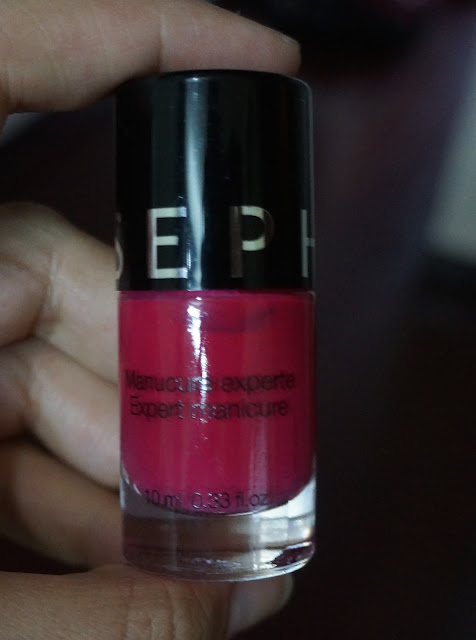 SEPH
Manucure experte
Expert manicure
10 ml 0.33 fl.oz.